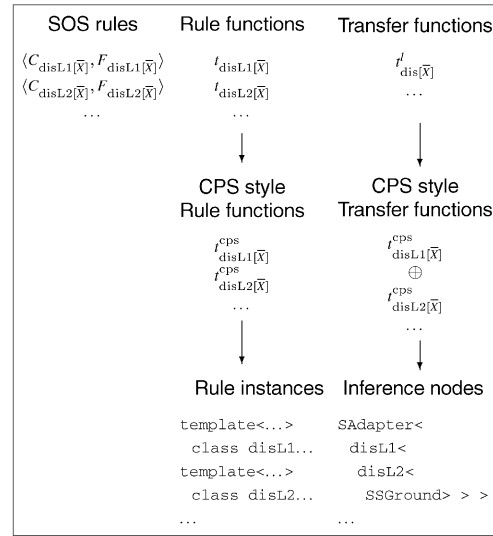 SOS rules Rule functions Transfer functions
⟨C_disL1[X̅], F_disL1[X̅]⟩ t_disL1[X̅] t^l_dis[X̅]
⟨C_disL2[X̅], F_disL2[X̅]⟩ t_disL2[X̅] ...
... ...
CPS style CPS style
Rule functions Transfer functions
t^cps_disL1[X̅] t^cps_disL1[X̅]
⊕
t^cps_disL2[X̅] t^cps_disL2[X̅]
... ...
Rule instances Inference nodes
template<...> SAdapter<
class disL1... disL1<
template<...> disL2<
class disL2... SSGround> > >
... ...